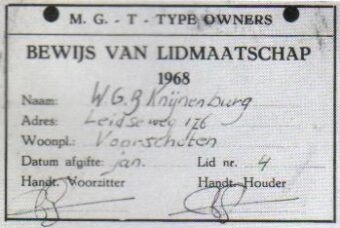 M. G. - T - TYPE OWNERS
BEWIJS VAN LIDMAATSCHAP
1968
Naam: W.G.B Knijnenburg
Adres: Leidseweg 176
Woonpl.: Voorschoten
Datum afgifte: jan. Lid nr. 4
Handt. Voorzitter Handt. Houder